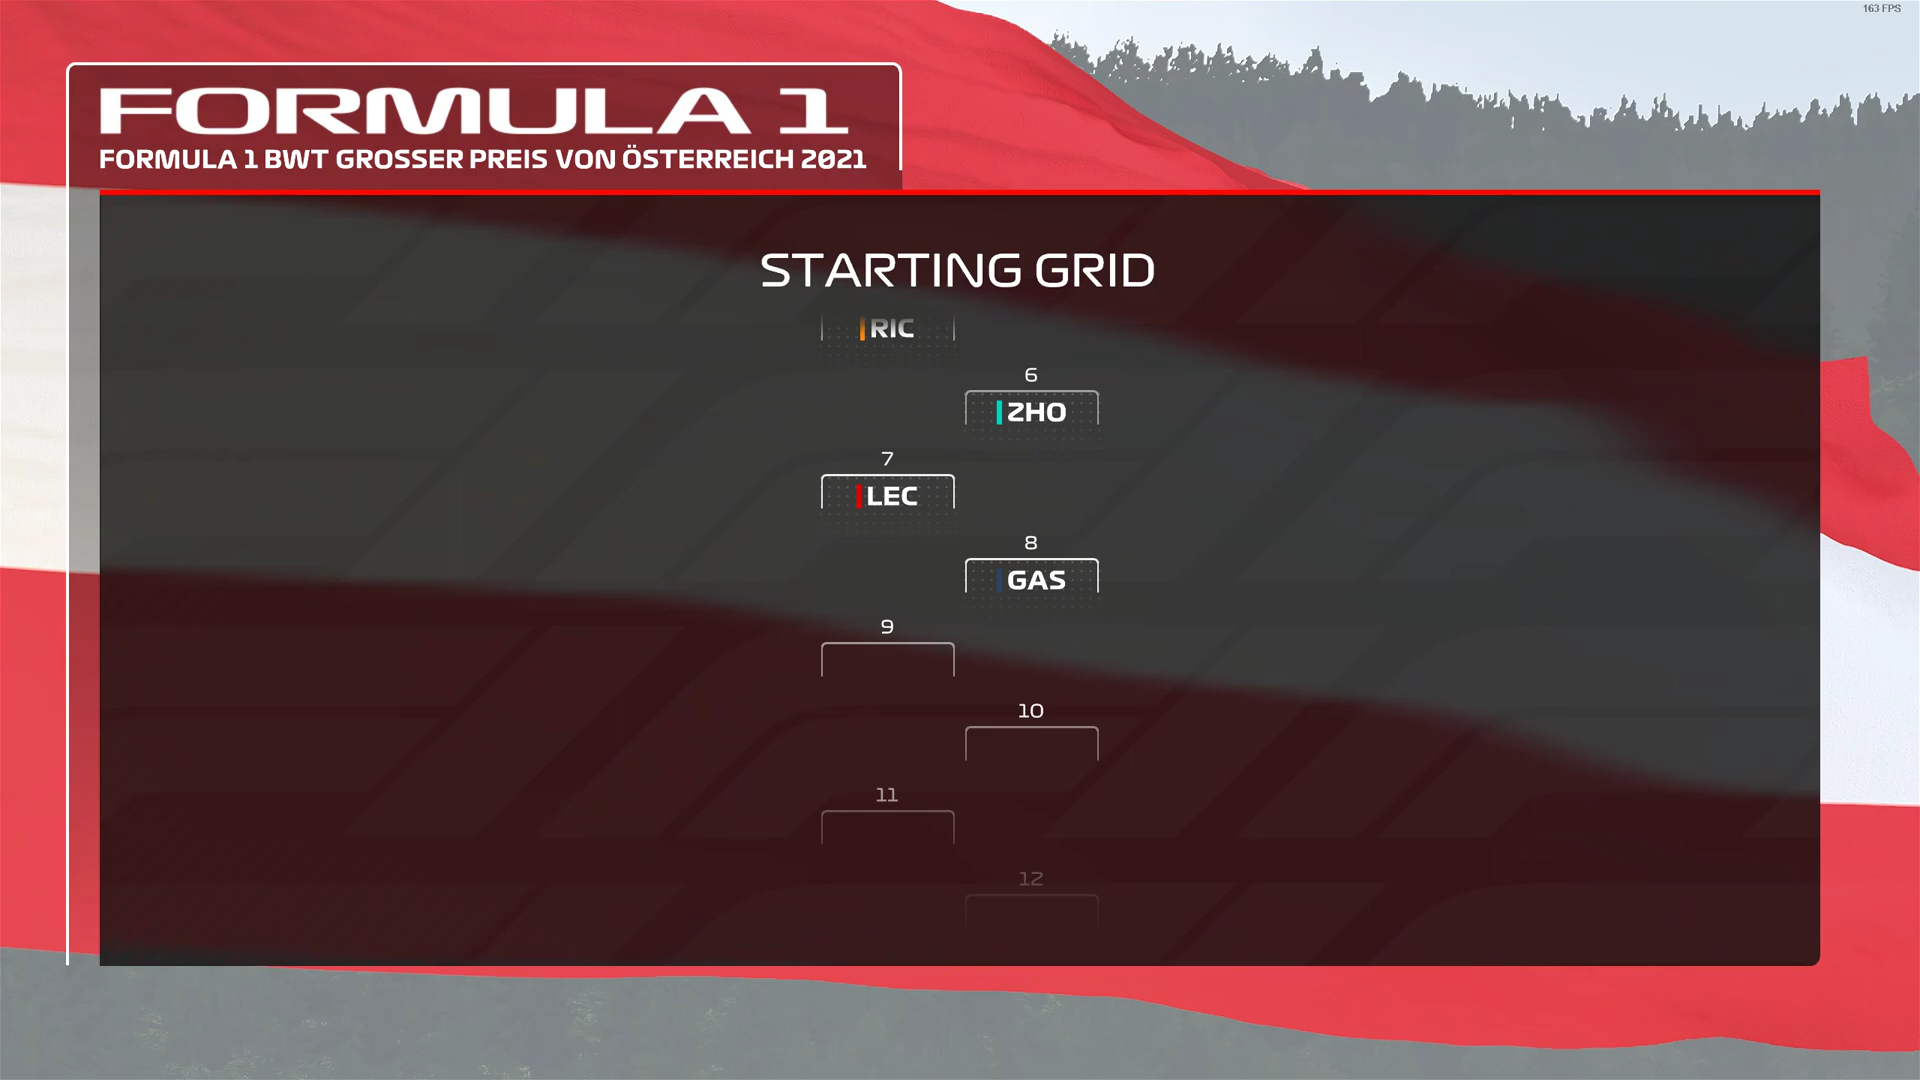 163 FPS
FORMULA 1
FORMULA 1 BWT GROSSER PREIS VON ÖSTERREICH 2021
STARTING GRID
RIC
6
ZHO
7
LEC
8
GAS
9
10
11
12